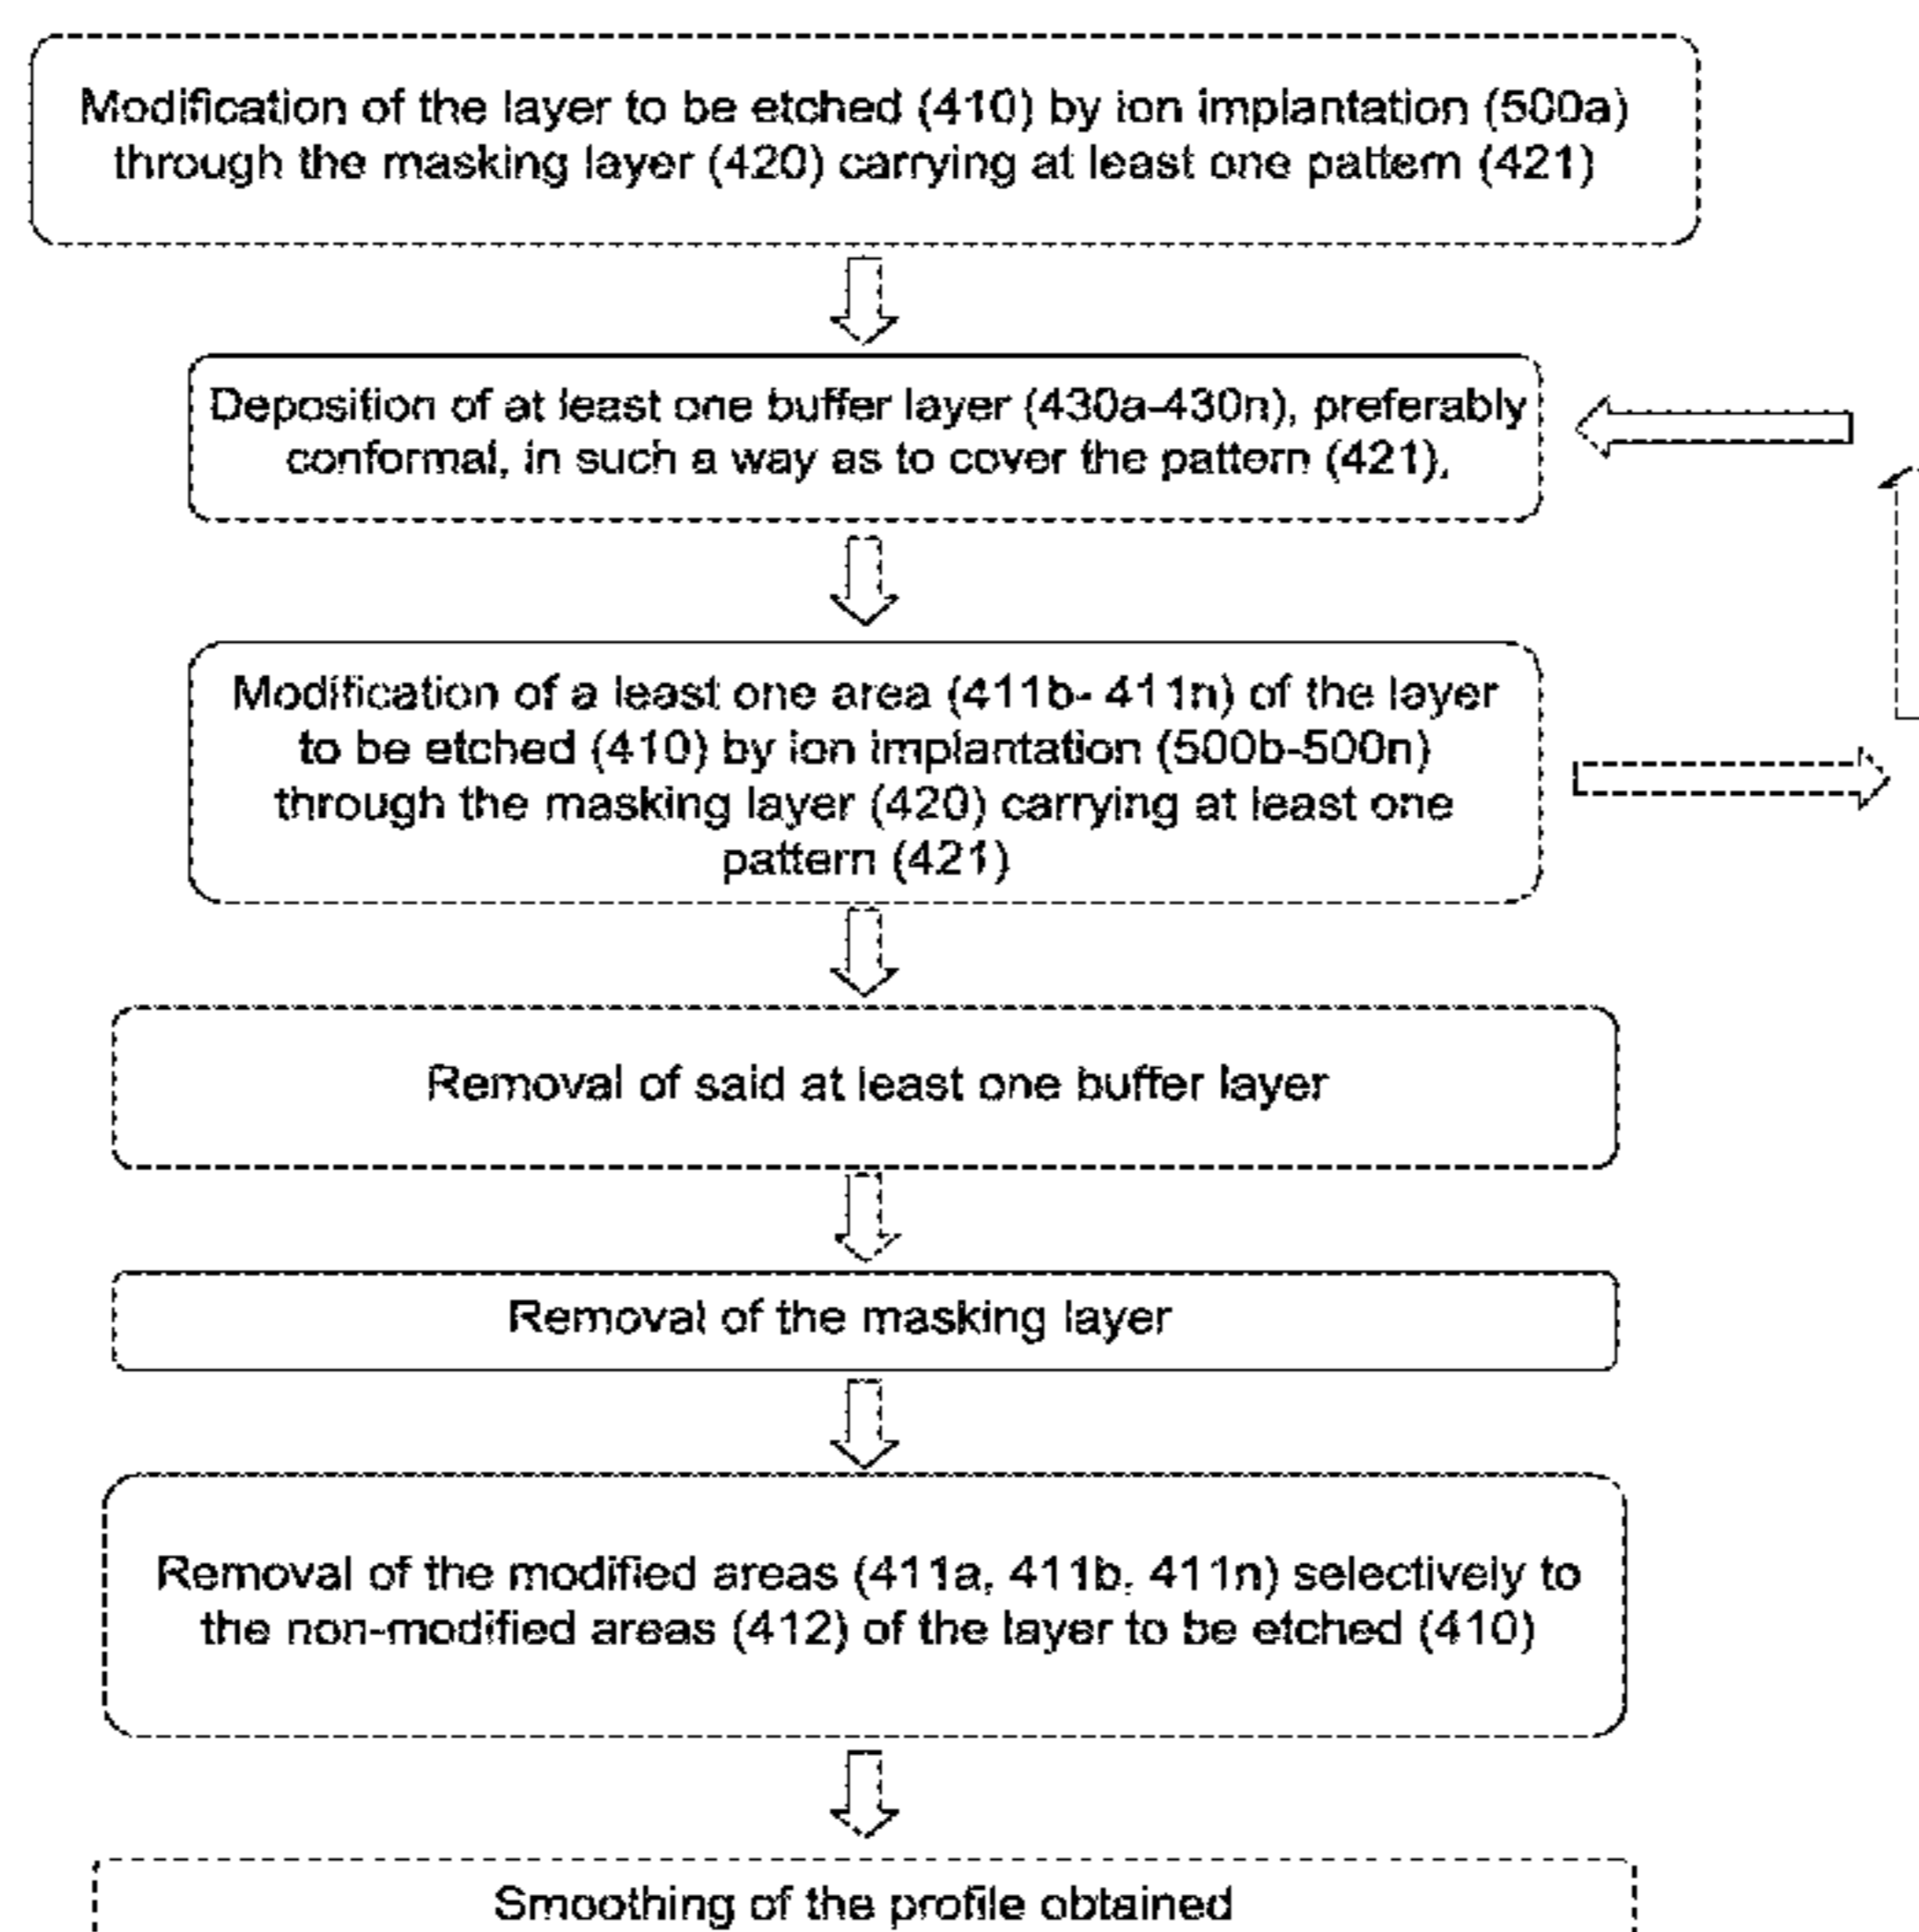 Modification of the layer to be etched (410) by ion implantation (500a)
through the masking layer (420) carrying at least one pattern (421)
Deposition of at least one buffer layer (430a-430n), preferably
conformal, in such a way as to cover the pattern (421),
Modification of a least one area (411b- 411n) of the layer
to be etched (410) by ion implantation (500b-500n)
through the masking layer (420) carrying at least one
pattern (421)
Removal of said at least one buffer layer
Removal of the masking layer
Removal of the modified areas (411a, 411b, 411n) selectively to
the non-modified areas (412) of the layer to be etched (410)
Smoothing of the profile obtained